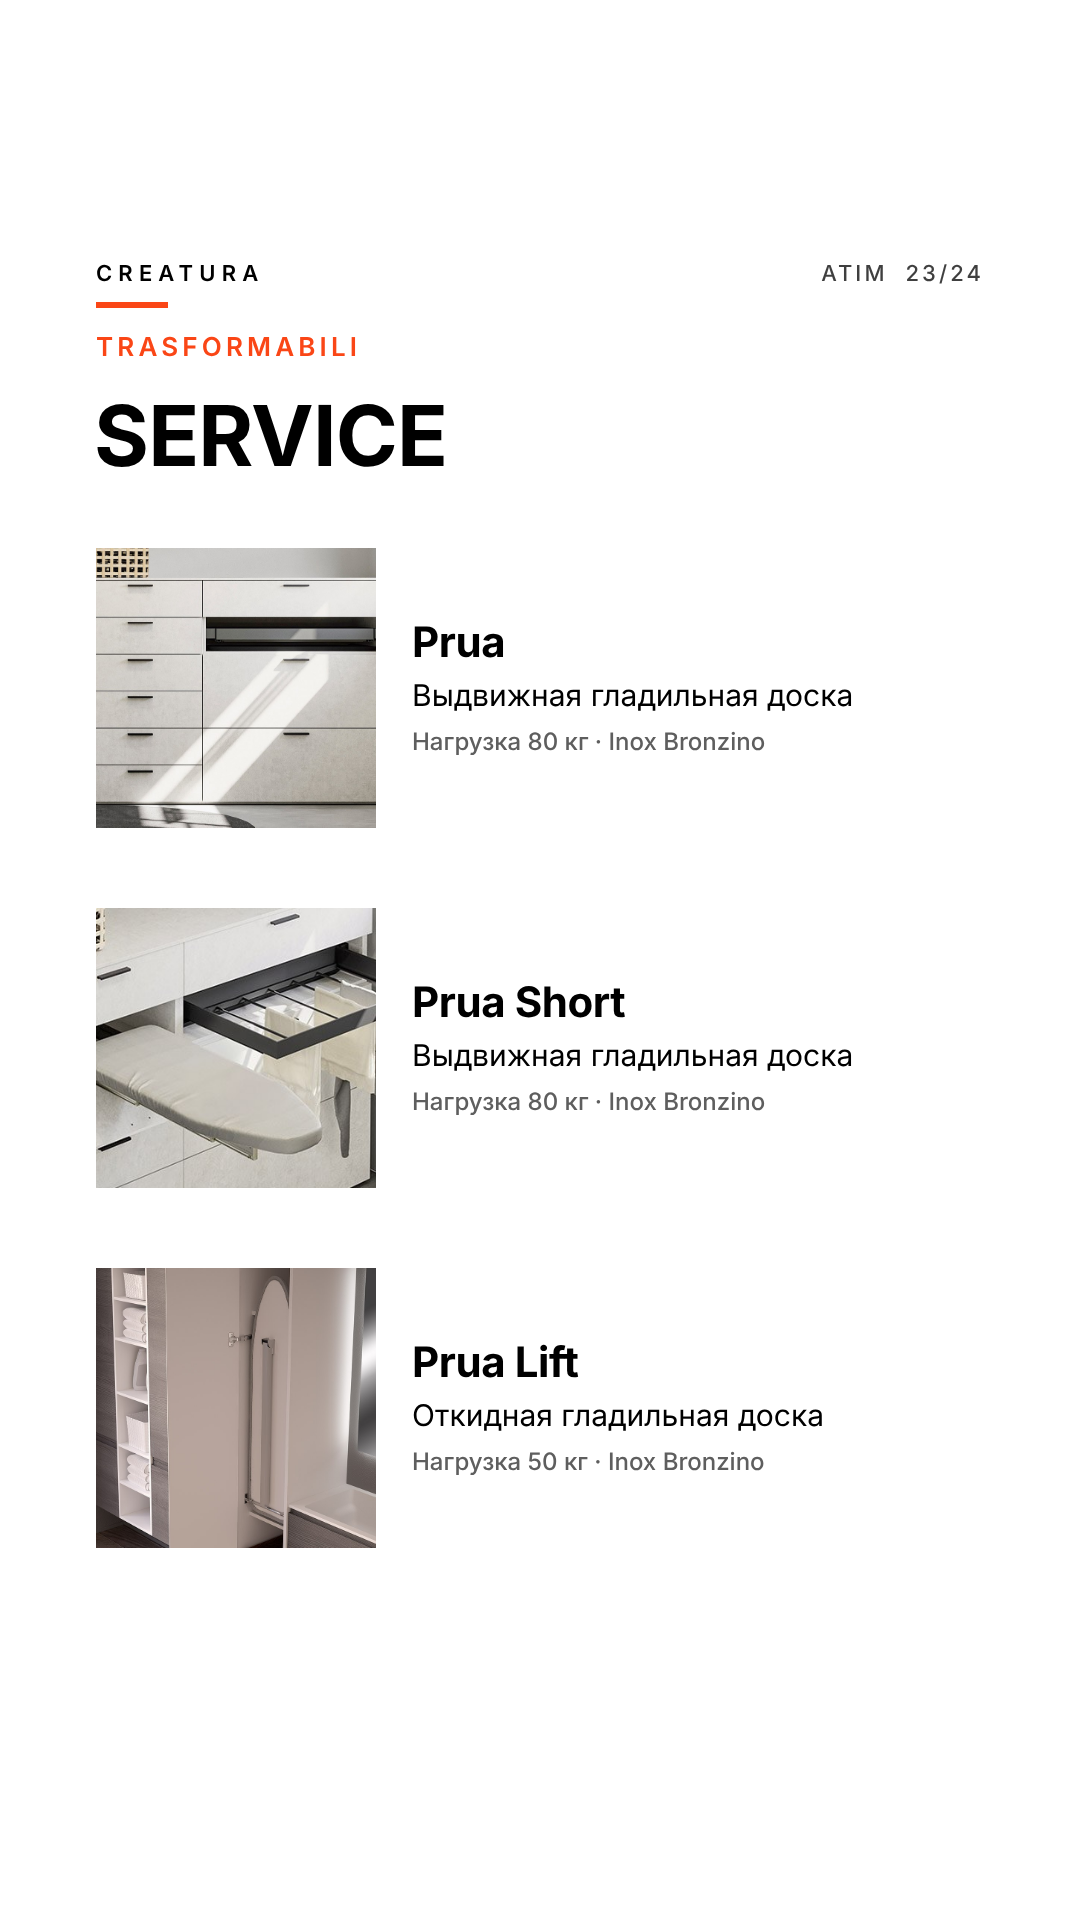 CREATURA
ATIM 23/24
TRASFORMABILI
SERVICE
Prua
Выдвижная гладильная доска
Нагрузка 80 кг · Inox Bronzino
Prua Short
Выдвижная гладильная доска
Нагрузка 80 кг · Inox Bronzino
Prua Lift
Откидная гладильная доска
Нагрузка 50 кг · Inox Bronzino